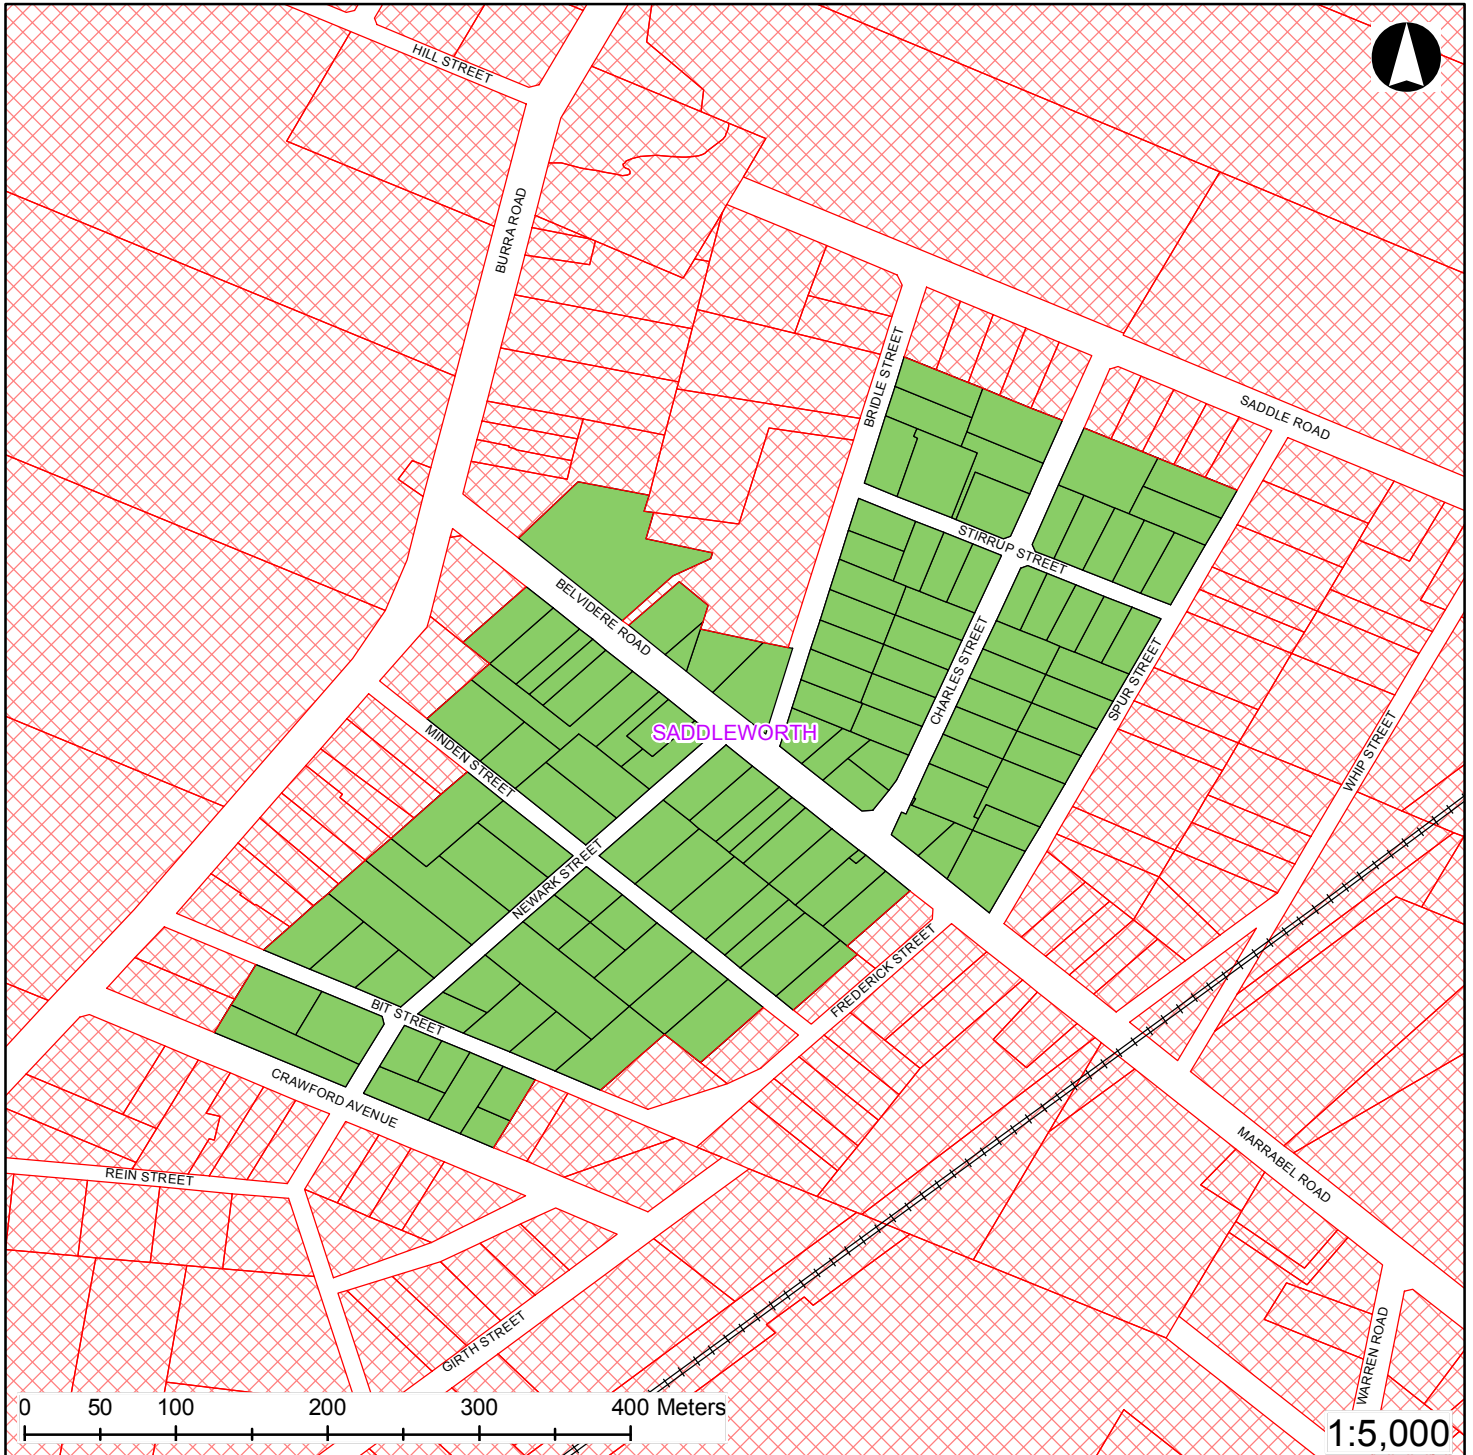 HILL STREET
BURRA ROAD
BRIDLE STREET
SADDLE ROAD
STIRRUP STREET
BELVIDERE ROAD
CHARLES STREET
SPUR STREET
SADDLEWORTH
MINDEN STREET
WHIP STREET
NEWARK STREET
FREDERICK STREET
BIT STREET
CRAWFORD AVENUE
MARRABEL ROAD
REIN STREET
GIRTH STREET
WARREN ROAD
0 50 100 200 300 400 Meters
1:5,000